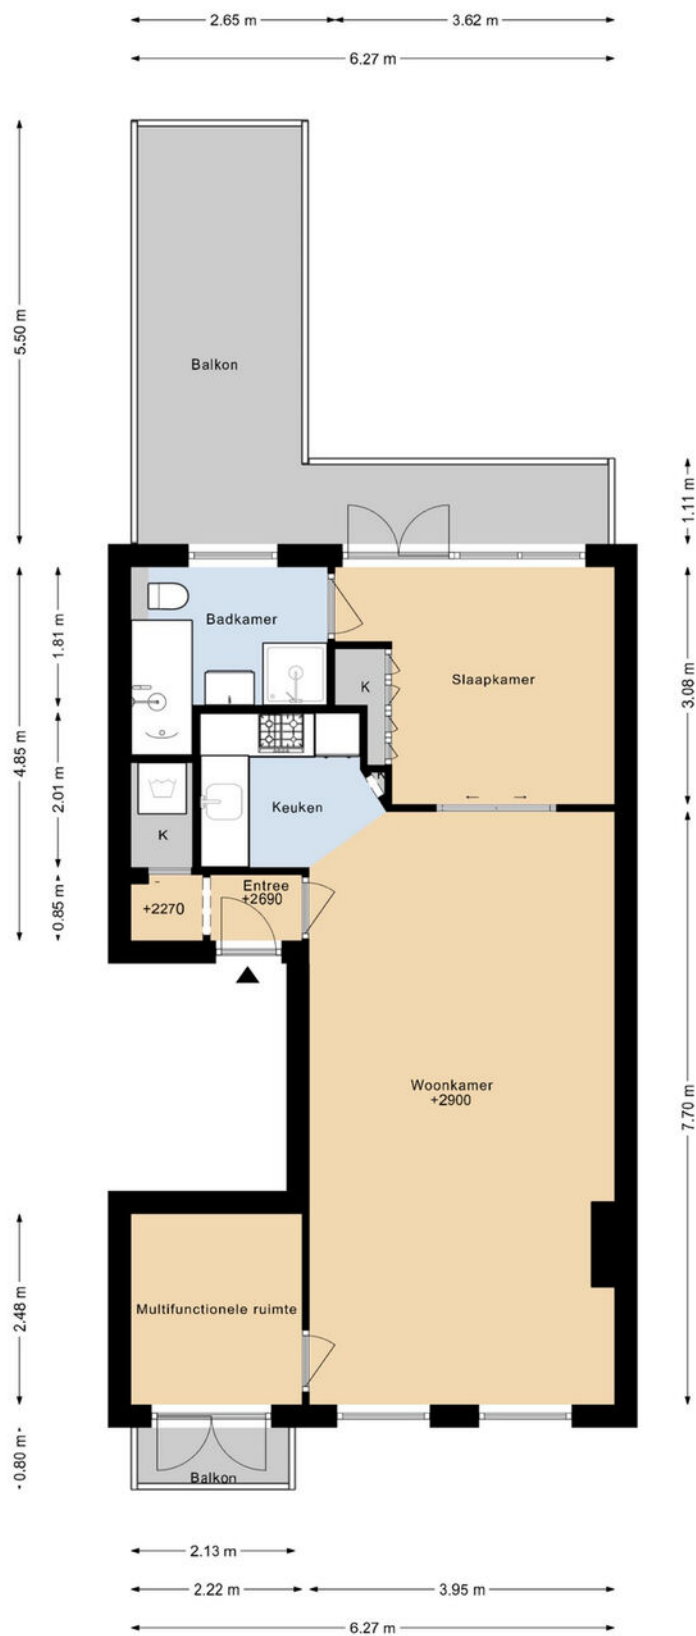 2.65 m
3.62 m
6.27 m
5.50 m
Balkon
1.11 m
4.85 m
1.81 m
Badkamer
Slaapkamer
K
3.08 m
2.01 m
Keuken
K
K
0.85 m
+2270
Entree
+2690
Woonkamer
+2900
7.70 m
2.48 m
Multifunctionele ruimte
0.80 m
Balkon
2.13 m
2.22 m
3.95 m
6.27 m